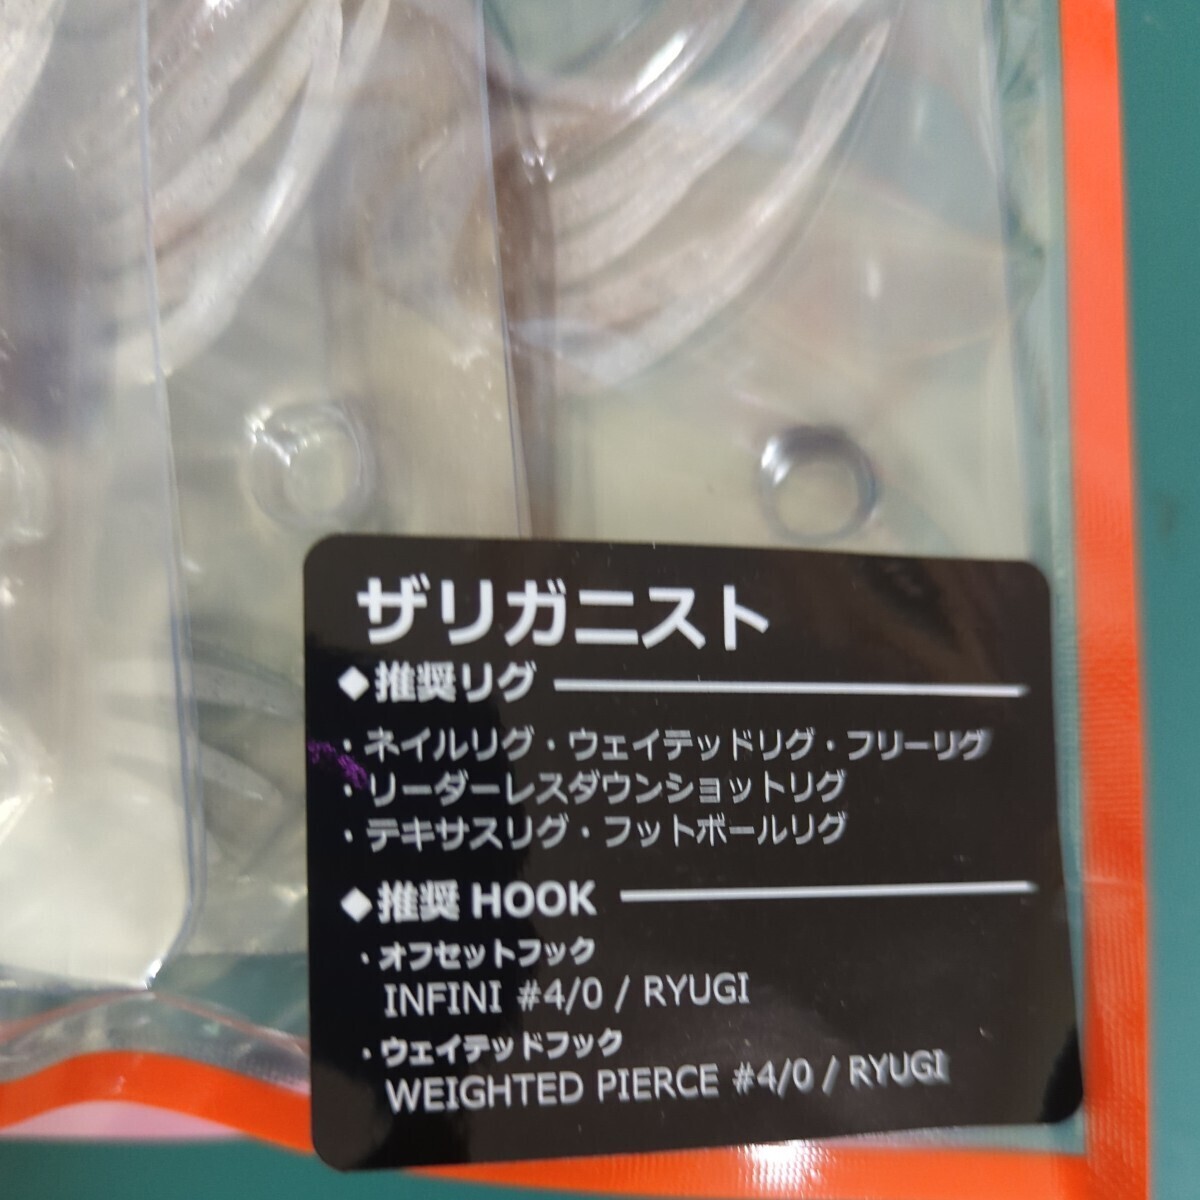 ザリガニスト
◆推奨リグ
・ネイルリグ・ウェイテッドリグ・フリーリグ
・リーダーレスダウンショットリグ
・テキサスリグ・フットボールリグ
◆推奨 HOOK
・オフセットフック
INFINI #4/0 / RYUGI
・ウェイテッドフック
WEIGHTED PIERCE #4/0 / RYUGI